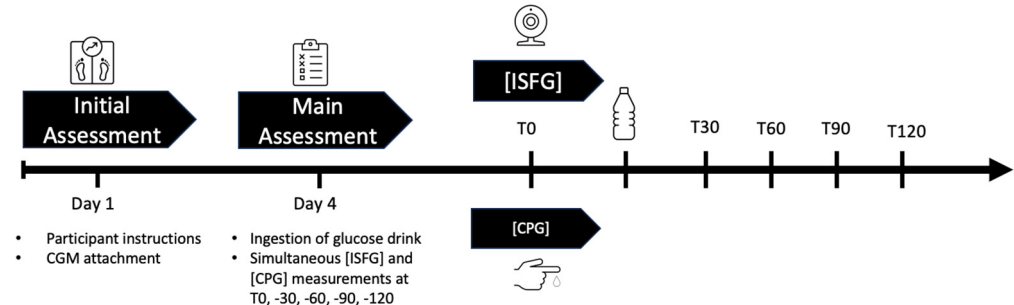 Initial
Assessment
Main
Assessment
[ISFG]
T0
T30
T60
T90
T120
Day 1
Day 4
[CPG]
• Participant instructions
• CGM attachment
• Ingestion of glucose drink
• Simultaneous [ISFG] and
[CPG] measurements at
T0, -30, -60, -90, -120